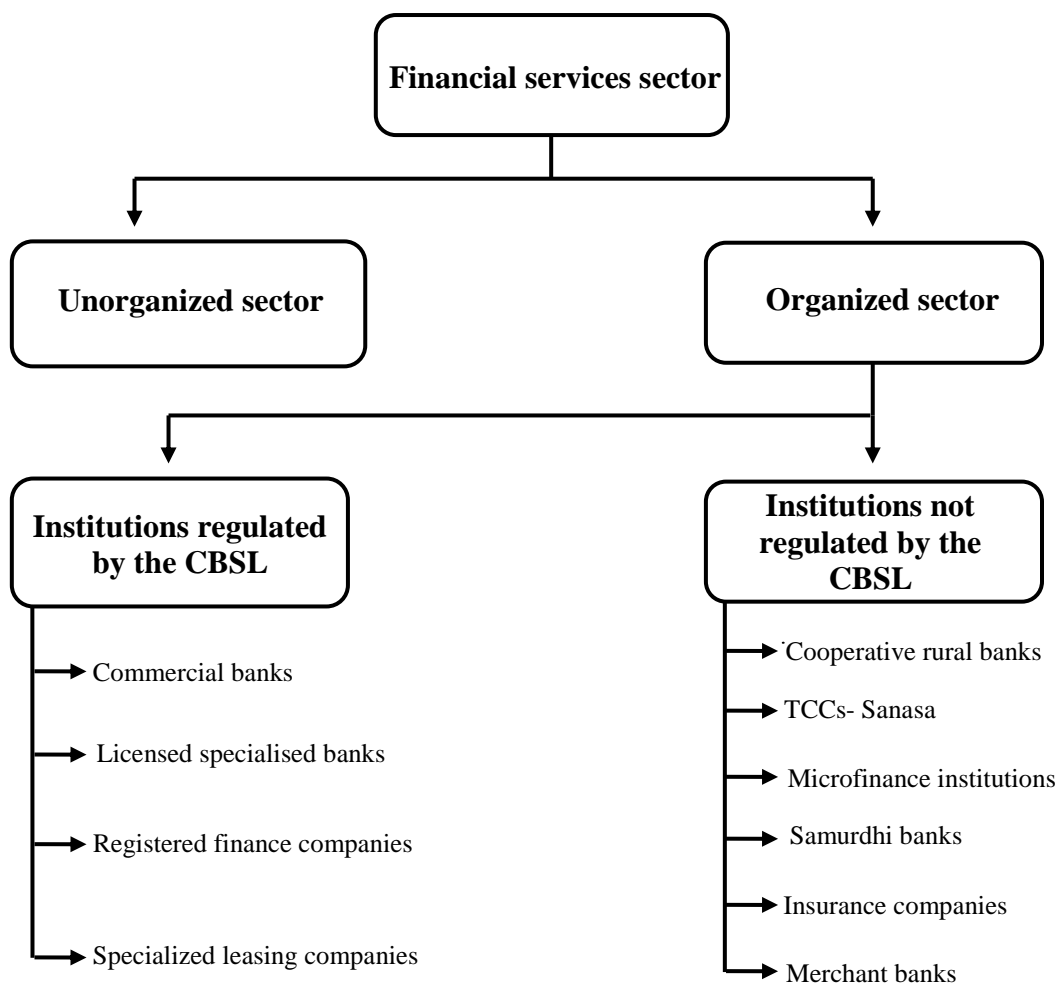 Financial services sector
Unorganized sector
Organized sector
Institutions regulated
by the CBSL
Commercial banks
Licensed specialised banks
Registered finance companies
Specialized leasing companies
Institutions not
regulated by the
CBSL
Cooperative rural banks
TCCs- Sanasa
Microfinance institutions
Samurdhi banks
Insurance companies
Merchant banks